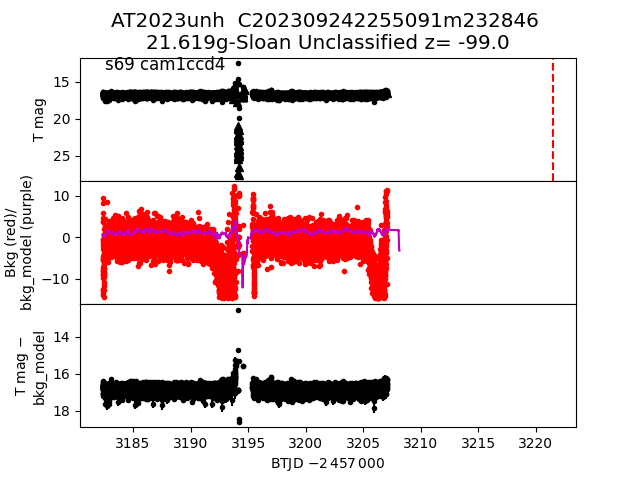 AT2023unh C202309242255091m232846
21.619g-Sloan Unclassified z= -99.0
s69 cam1ccd4
T mag
15
20
25
Bkg (red)/
bkg_model (purple)
10
0
−10
T mag −
bkg_model
14
16
18
3185 3190 3195 3200 3205 3210 3215 3220
BTJD −2 457 000